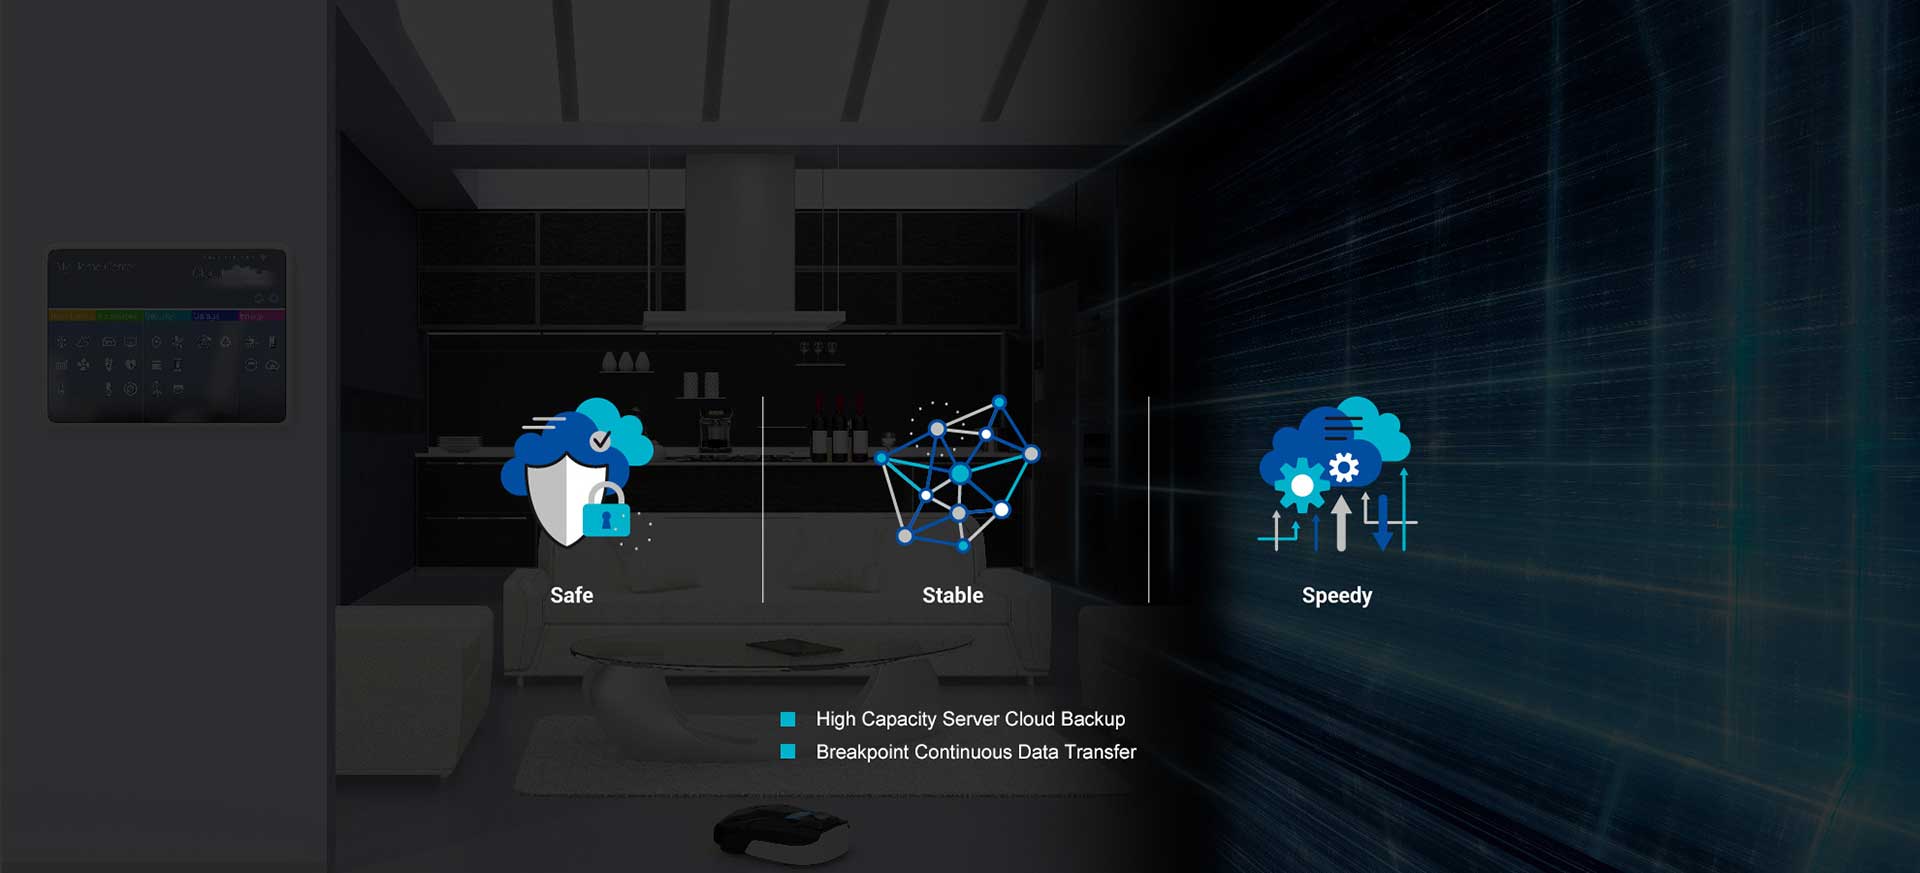 Safe
Stable
Speedy
High Capacity Server Cloud Backup
Breakpoint Continuous Data Transfer